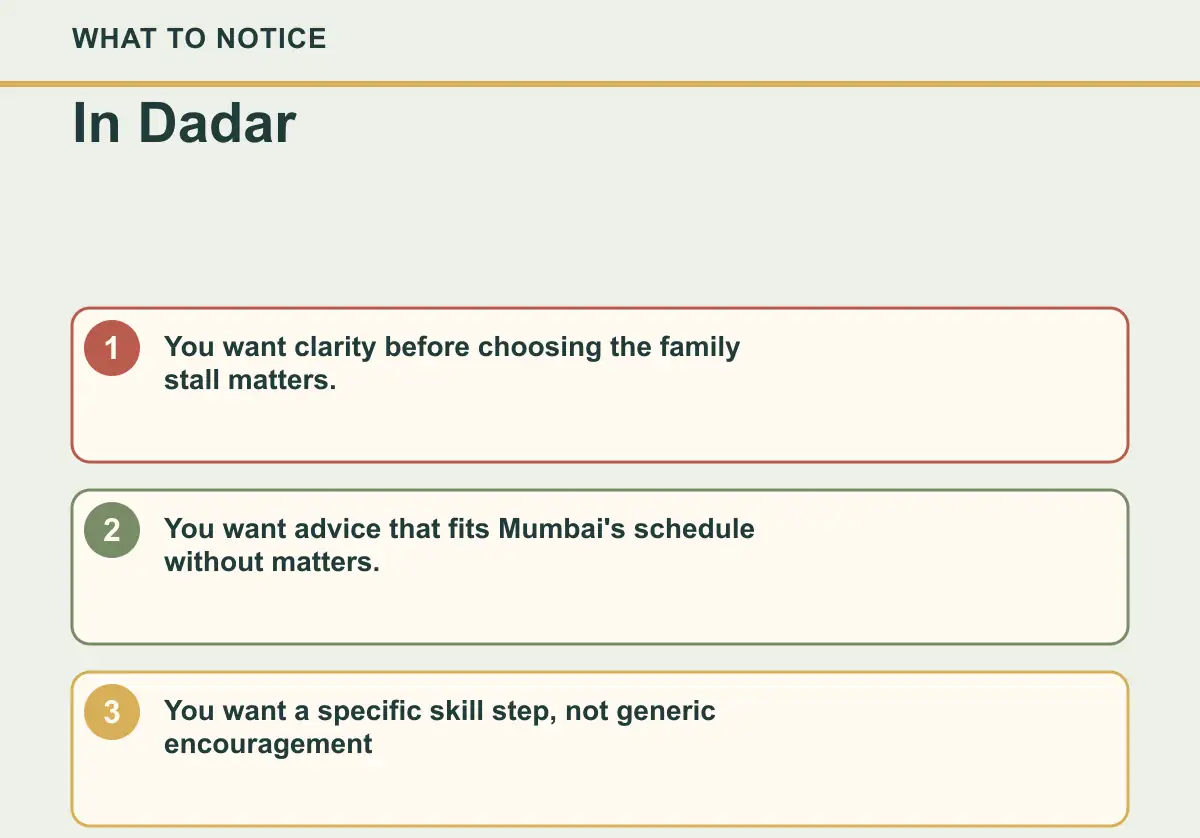 WHAT TO NOTICE
In Dadar
1
You want clarity before choosing the family
stall matters.
2
You want advice that fits Mumbai's schedule
without matters.
3
You want a specific skill step, not generic
encouragement